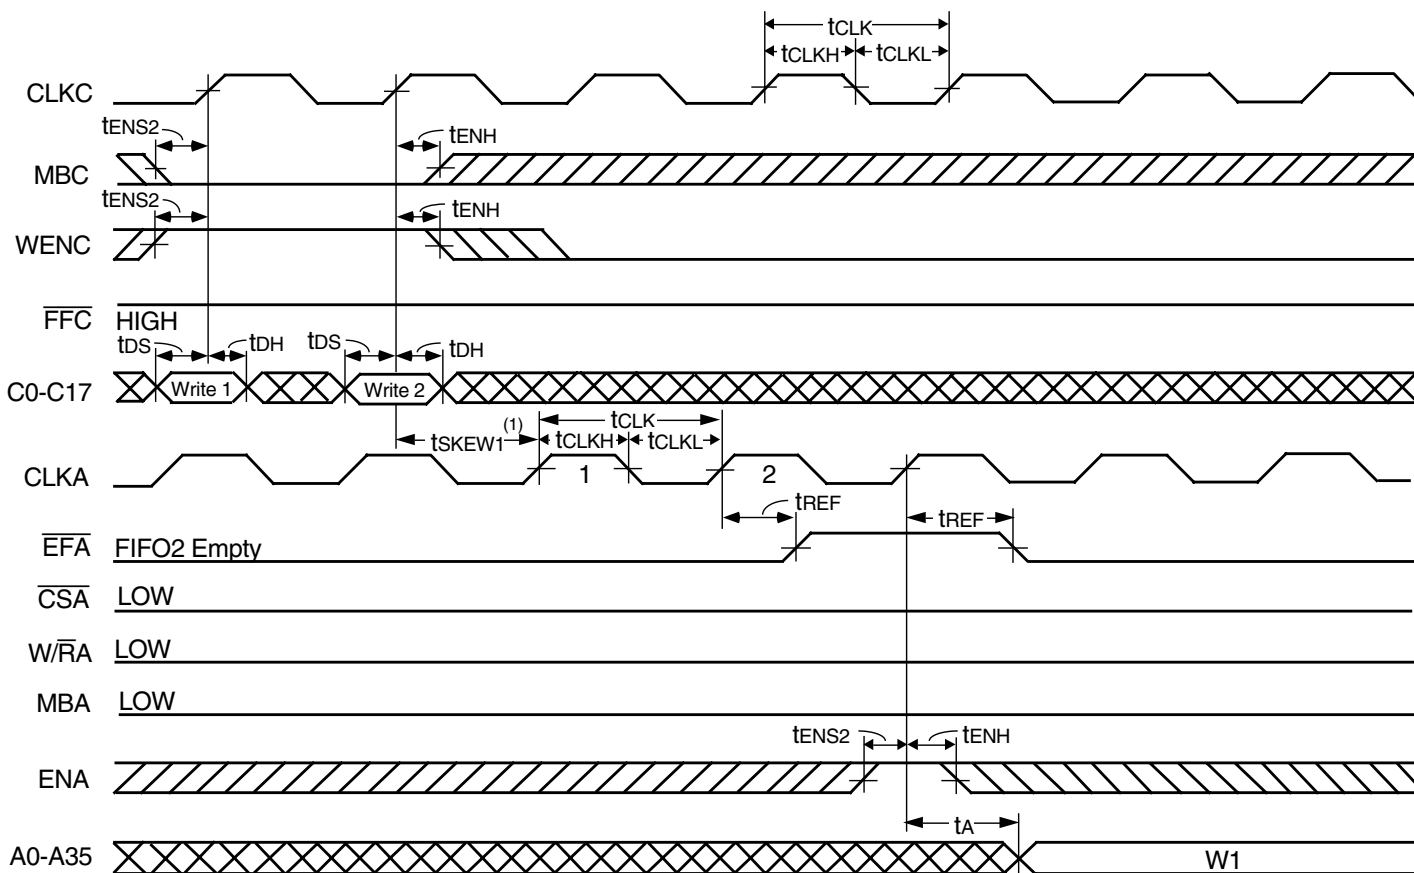 tCLK
tCLKH tCLKL
CLKC
tENS2 tENH
MBC
tENS2 tENH
WENC
FFC HIGH
tDS tDH tDS tDH
C0-C17 Write 1 Write 2
tSKEW1(1) tCLK
tCLKH tCLKL
CLKA 1 2
tREF tREF
EFA FIFO2 Empty
CSA LOW
W/RA LOW
MBA LOW
tENS2 tENH
ENA
tA
A0-A35 W1